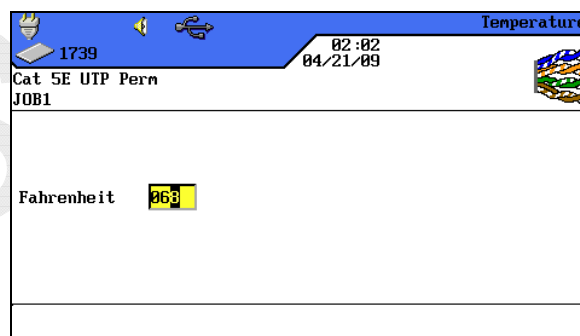 Temperature
1739
02:02
04/21/09
Cat 5E UTP Perm
JOB1
Fahrenheit 068